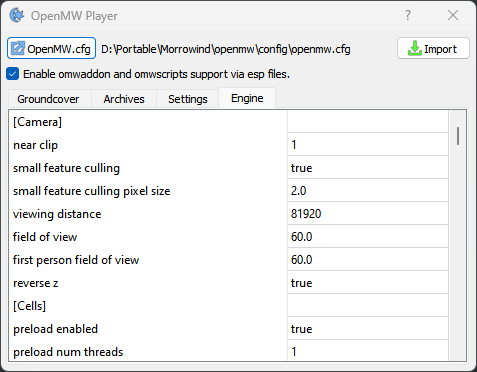 OpenMW Player
?
OpenMW.cfg D:\Portable\Morrowind\openmw\config\openmw.cfg Import
Enable omwaddon and omwscripts support via esp files.
Groundcover Archives Settings Engine
[Camera]
near clip 1
small feature culling true
small feature culling pixel size 2.0
viewing distance 81920
field of view 60.0
first person field of view 60.0
reverse z true
[Cells]
preload enabled true
preload num threads 1